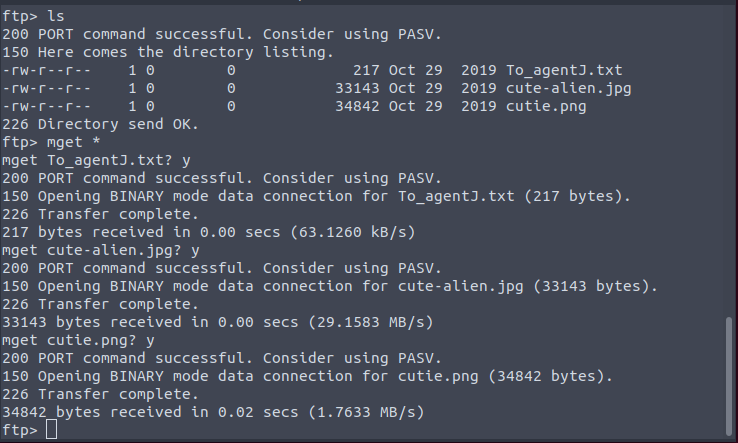 ftp> ls
200 PORT command successful. Consider using PASV.
150 Here comes the directory listing.
-rw-r--r--    1 0        0             217 Oct 29  2019 To_agentJ.txt
-rw-r--r--    1 0        0           33143 Oct 29  2019 cute-alien.jpg
-rw-r--r--    1 0        0           34842 Oct 29  2019 cutie.png
226 Directory send OK.
ftp> mget *
mget To_agentJ.txt? y
200 PORT command successful. Consider using PASV.
150 Opening BINARY mode data connection for To_agentJ.txt (217 bytes).
226 Transfer complete.
217 bytes received in 0.00 secs (63.1260 kB/s)
mget cute-alien.jpg? y
200 PORT command successful. Consider using PASV.
150 Opening BINARY mode data connection for cute-alien.jpg (33143 bytes).
226 Transfer complete.
33143 bytes received in 0.00 secs (29.1583 MB/s)
mget cutie.png? y
200 PORT command successful. Consider using PASV.
150 Opening BINARY mode data connection for cutie.png (34842 bytes).
226 Transfer complete.
34842 bytes received in 0.02 secs (1.7633 MB/s)
ftp>